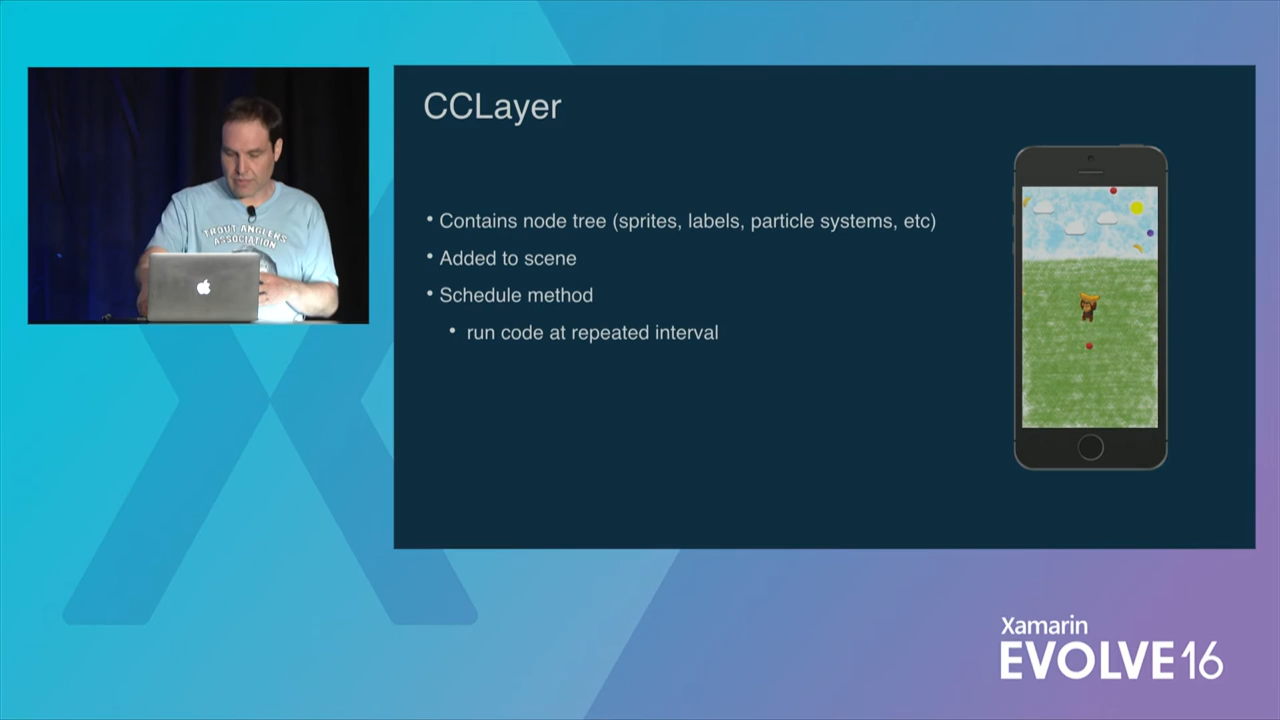 CCLayer
• Contains node tree (sprites, labels, particle systems, etc)
• Added to scene
• Schedule method
• run code at repeated interval
TROUT ANGLERS
ASSOCIATION
Xamarin
EVOLVE16